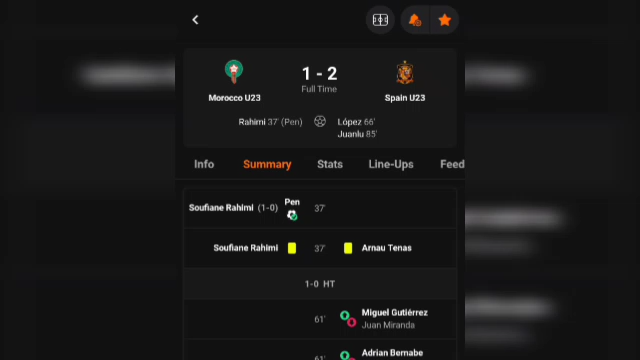 1 - 2
Full Time
Morocco U23
Spain U23
Rahimi 37' (Pen)
López 66'
Juanlu 85'
Info
Summary
Stats
Line-Ups
Feed
Soufiane Rahimi (1-0)
Pen
37'
Soufiane Rahimi
37'
Arnau Tenas
1-0 HT
61'
Miguel Gutiérrez
Juan Miranda
61'
Adrian Bernabe